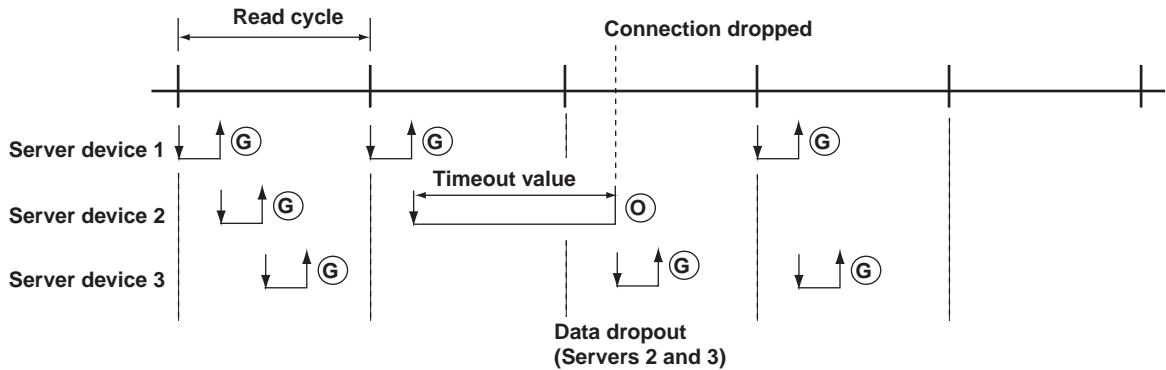 Read cycle
Connection dropped
Server device 1
G
G
G
Timeout value
Server device 2
G
O
Server device 3
G
G
G
Data dropout
(Servers 2 and 3)